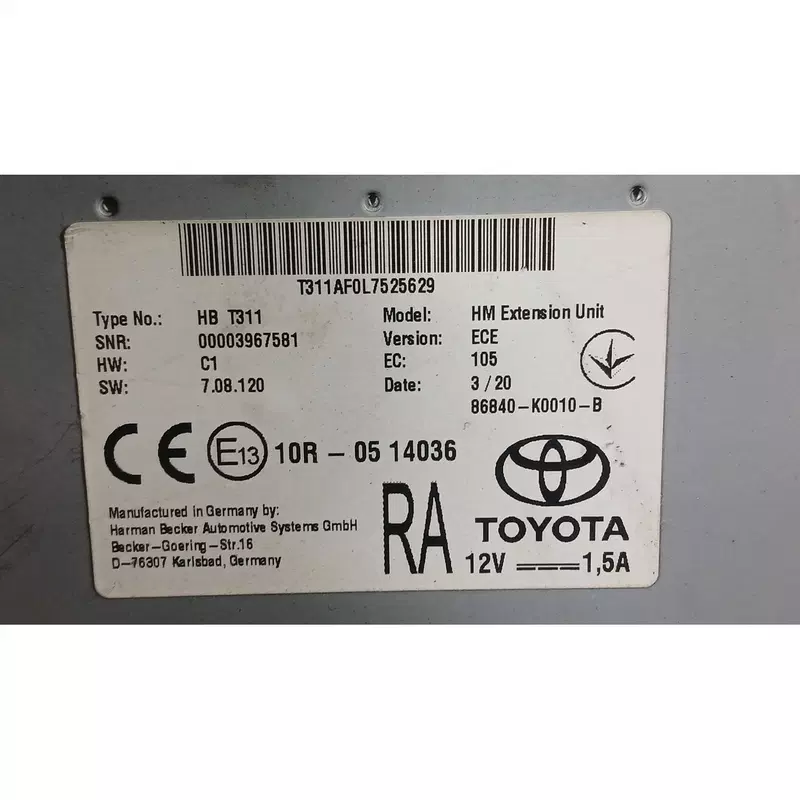 T311AF0L7525629
Type No.: HB T311 Model: HM Extension Unit
SNR: 00003967581 Version: ECE
HW: C1 EC: 105
SW: 7.08.120 Date: 3 / 20
86840-K0010-B
CE E13 10R - 05 14036
Manufactured in Germany by:
Harman Becker Automotive Systems GmbH
Becker-Goering-Str.16
D-76307 Karlsbad, Germany
RA
TOYOTA
12V 1,5A